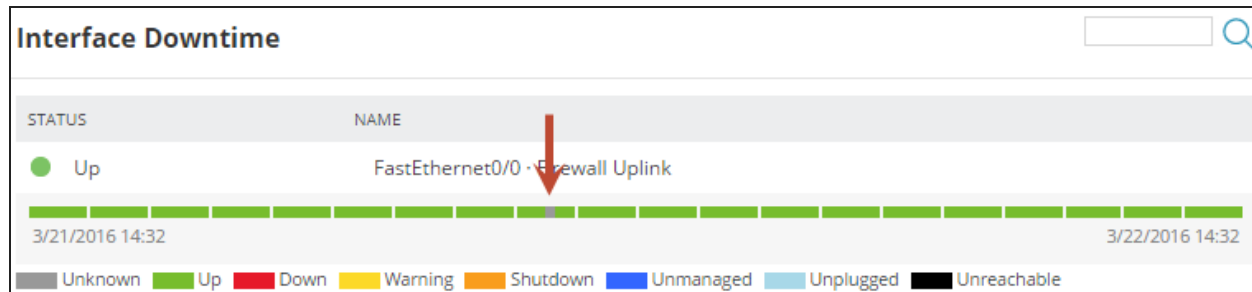 Interface Downtime
STATUS NAME
Up FastEthernet0/0 · Firewall Uplink
3/21/2016 14:32 3/22/2016 14:32
Unknown Up Down Warning Shutdown Unmanaged Unplugged Unreachable